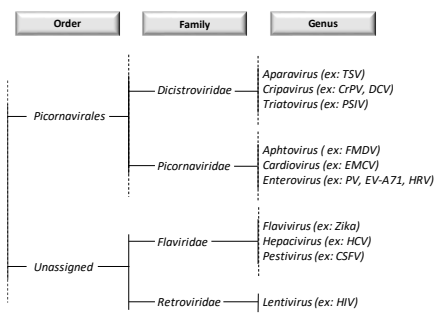 Order Family Genus
Aparavirus (ex: TSV)
Dicistroviridae Cripavirus (ex: CrPV, DCV)
Triatovirus (ex: PSIV)
Picornavirales
Aphtovirus ( ex: FMDV)
Picornaviridae Cardiovirus (ex: EMCV)
Enterovirus (ex: PV, EV-A71, HRV)
Flavivirus (ex: Zika)
Flaviridae Hepacivirus (ex: HCV)
Pestivirus (ex: CSFV)
Unassigned
Retroviridae Lentivirus (ex: HIV)